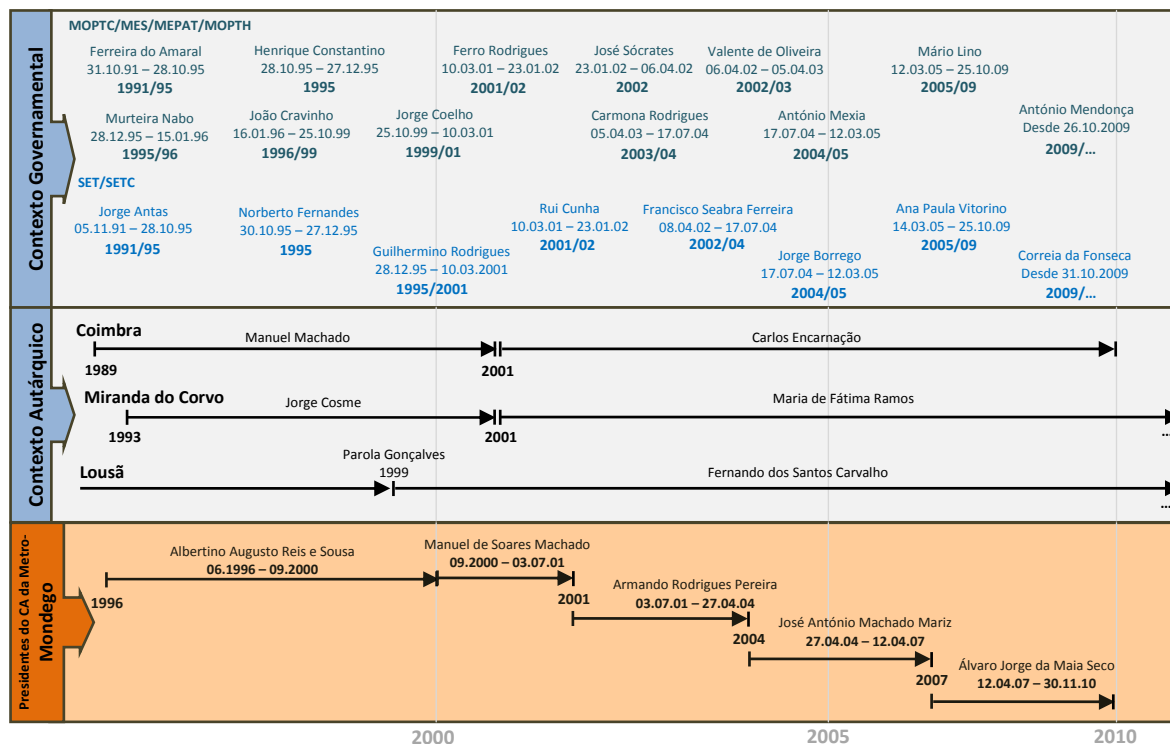 Contexto Governamental
MOPTC/MES/MEPAT/MOPTH
Ferreira do Amaral
31.10.91 – 28.10.95
1991/95
Henrique Constantino
28.10.95 – 27.12.95
1995
Ferro Rodrigues
10.03.01 – 23.01.02
2001/02
José Sócrates
23.01.02 – 06.04.02
2002
Valente de Oliveira
06.04.02 – 05.04.03
2002/03
Mário Lino
12.03.05 – 25.10.09
2005/09
Murteira Nabo
28.12.95 – 15.01.96
1995/96
João Cravinho
16.01.96 – 25.10.99
1996/99
Jorge Coelho
25.10.99 – 10.03.01
1999/01
Carmona Rodrigues
05.04.03 – 17.07.04
2003/04
António Mexia
17.07.04 – 12.03.05
2004/05
António Mendonça
Desde 26.10.2009
2009/...
SET/SETC
Jorge Antas
05.11.91 – 28.10.95
1991/95
Norberto Fernandes
30.10.95 – 27.12.95
1995
Guilhermino Rodrigues
28.12.95 – 10.03.2001
1995/2001
Rui Cunha
10.03.01 – 23.01.02
2001/02
Francisco Seabra Ferreira
08.04.02 – 17.07.04
2002/04
Jorge Borrego
17.07.04 – 12.03.05
2004/05
Ana Paula Vitorino
14.03.05 – 25.10.09
2005/09
Correia da Fonseca
Desde 31.10.2009
2009/...
Contexto Autárquico
Coimbra
Manuel Machado
Carlos Encarnação
1989
2001
Miranda do Corvo
Jorge Cosme
Maria de Fátima Ramos
1993
2001
...
Lousã
Parola Gonçalves
1999
Fernando dos Santos Carvalho
...
Presidentes do CA da Metro-
Mondego
Albertino Augusto Reis e Sousa
06.1996 – 09.2000
1996
Manuel de Soares Machado
09.2000 – 03.07.01
2001
Armando Rodrigues Pereira
03.07.01 – 27.04.04
2004
José António Machado Mariz
27.04.04 – 12.04.07
2007
Álvaro Jorge da Maia Seco
12.04.07 – 30.11.10
2000
2005
2010